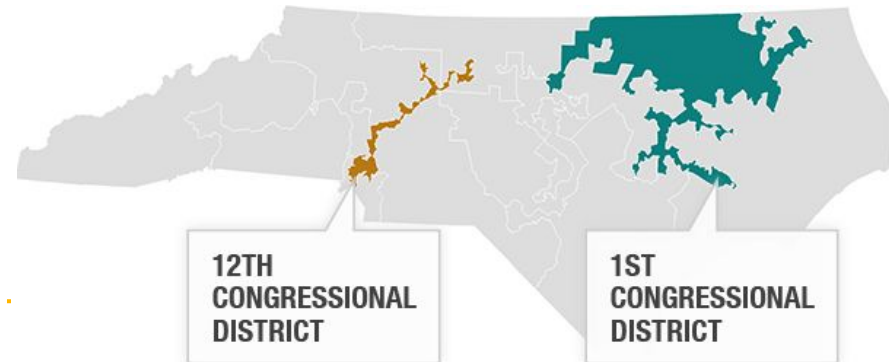 12TH
CONGRESSIONAL
DISTRICT
1ST
CONGRESSIONAL
DISTRICT